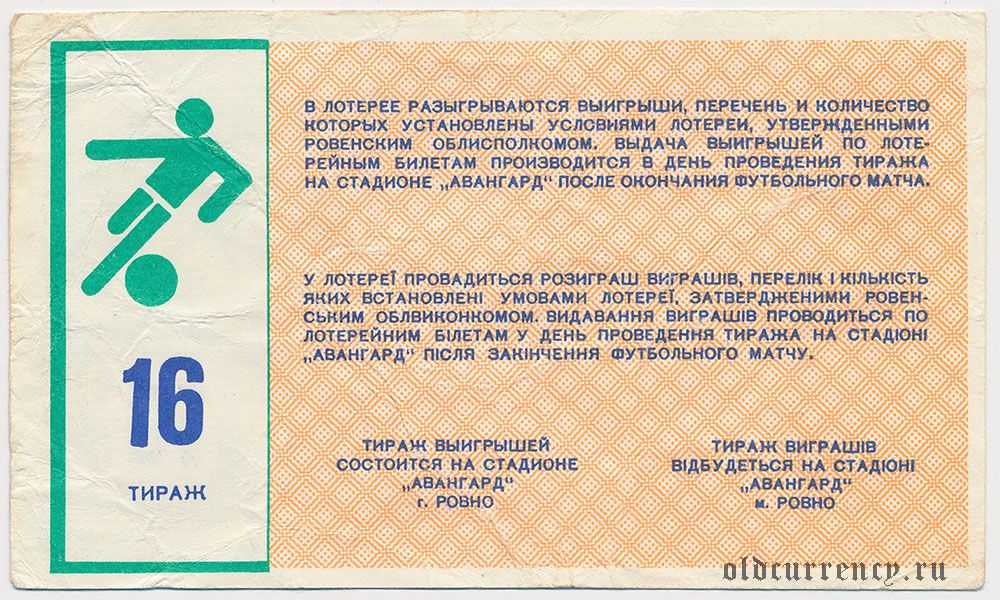 В ЛОТЕРЕЕ РАЗЫГРЫВАЮТСЯ ВЫИГРЫШИ, ПЕРЕЧЕНЬ И КОЛИЧЕСТВО
КОТОРЫХ УСТАНОВЛЕНЫ УСЛОВИЯМИ ЛОТЕРЕИ, УТВЕРЖДЕННЫМИ
РОВЕНСКИМ ОБЛИСПОЛКОМОМ. ВЫДАЧА ВЫИГРЫШЕЙ ПО ЛОТЕ-
РЕЙНЫМ БИЛЕТАМ ПРОИЗВОДИТСЯ В ДЕНЬ ПРОВЕДЕНИЯ ТИРАЖА
НА СТАДИОНЕ „АВАНГАРД“ ПОСЛЕ ОКОНЧАНИЯ ФУТБОЛЬНОГО МАТЧА.
У ЛОТЕРЕЇ ПРОВАДИТЬСЯ РОЗИГРАШ ВИГРАШІВ, ПЕРЕЛІК І КІЛЬКІСТЬ
ЯКИХ ВСТАНОВЛЕНІ УМОВАМИ ЛОТЕРЕЇ, ЗАТВЕРДЖЕНИМИ РОВЕН-
СЬКИМ ОБЛВИКОНКОМОМ. ВИДАВАННЯ ВИГРАШІВ ПРОВОДИТЬСЯ ПО
ЛОТЕРЕЙНИМ БІЛЕТАМ У ДЕНЬ ПРОВЕДЕННЯ ТИРАЖА НА СТАДІОНІ
„АВАНГАРД“ ПІСЛЯ ЗАКІНЧЕННЯ ФУТБОЛЬНОГО МАТЧУ.
16
ТИРАЖ
ТИРАЖ ВЫИГРЫШЕЙ
СОСТОИТСЯ НА СТАДИОНЕ
„АВАНГАРД“
г. РОВНО
ТИРАЖ ВИГРАШІВ
ВІДБУДЕТЬСЯ НА СТАДІОНІ
„АВАНГАРД“
м. РОВНО
oldcurrency.ru